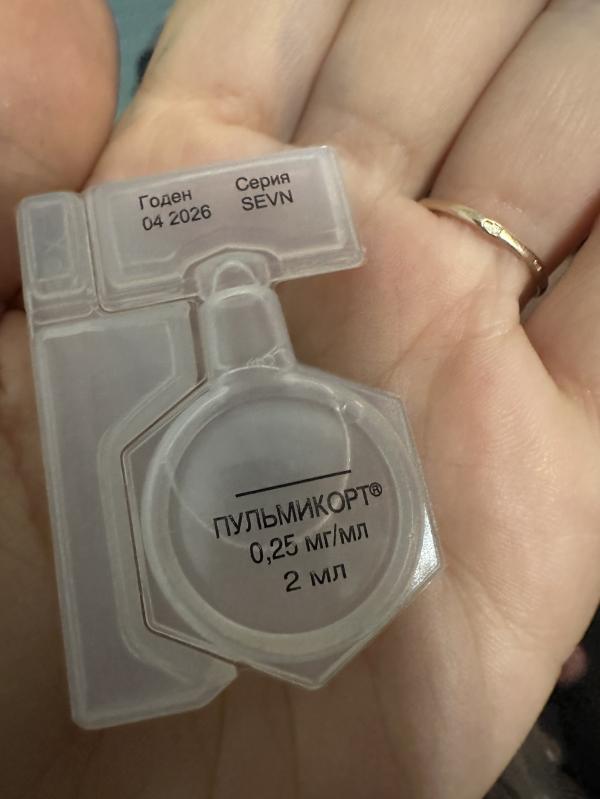 Годен
04 2026
Серия
SEVN
ПУЛЬМИКОРТ®
0,25 мг/мл
2 мл